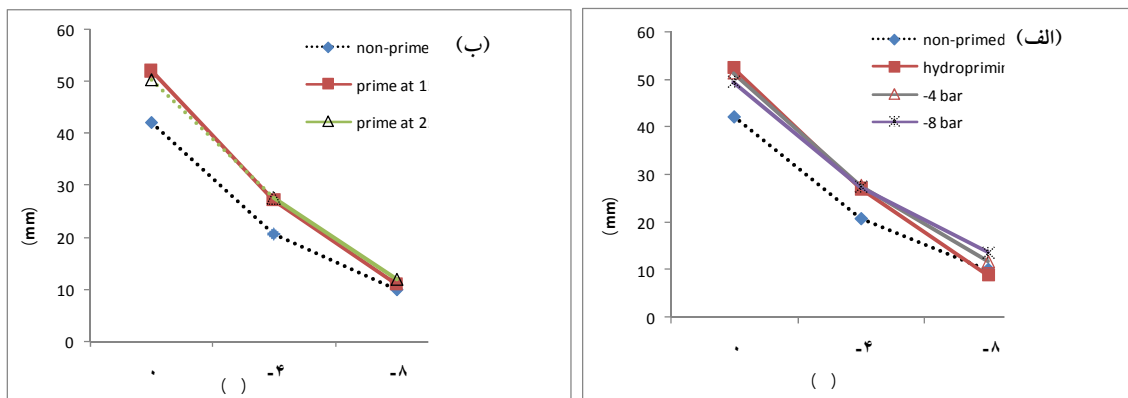 (ب)
60
50
40
30
20
10
0
(mm)
non-prime
prime at 1
prime at 2
۰
-۴
-۸
( )
(الف)
60
50
40
30
20
10
0
(mm)
non-primed
hydroprimin
-4 bar
-8 bar
۰
-۴
-۸
( )